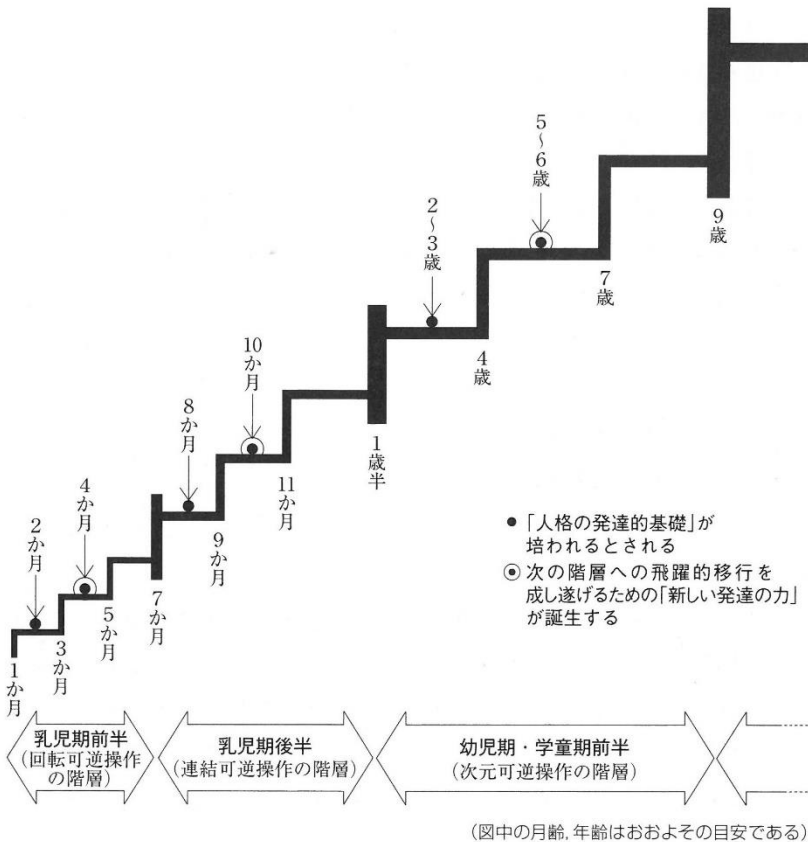 1か月
2か月
3か月
4か月
5か月
7か月
8か月
9か月
10か月
11か月
1歳半
2〜3歳
4歳
5〜6歳
7歳
9歳
●「人格の発達的基礎」が
培われるとされる
◉次の階層への飛躍的移行を
成し遂げるための「新しい発達の力」
が誕生する
乳児期前半
(回転可逆操作
の階層)
乳児期後半
(連結可逆操作の階層)
幼児期・学童期前半
(次元可逆操作の階層)
(図中の月齢,年齢はおおよその目安である)